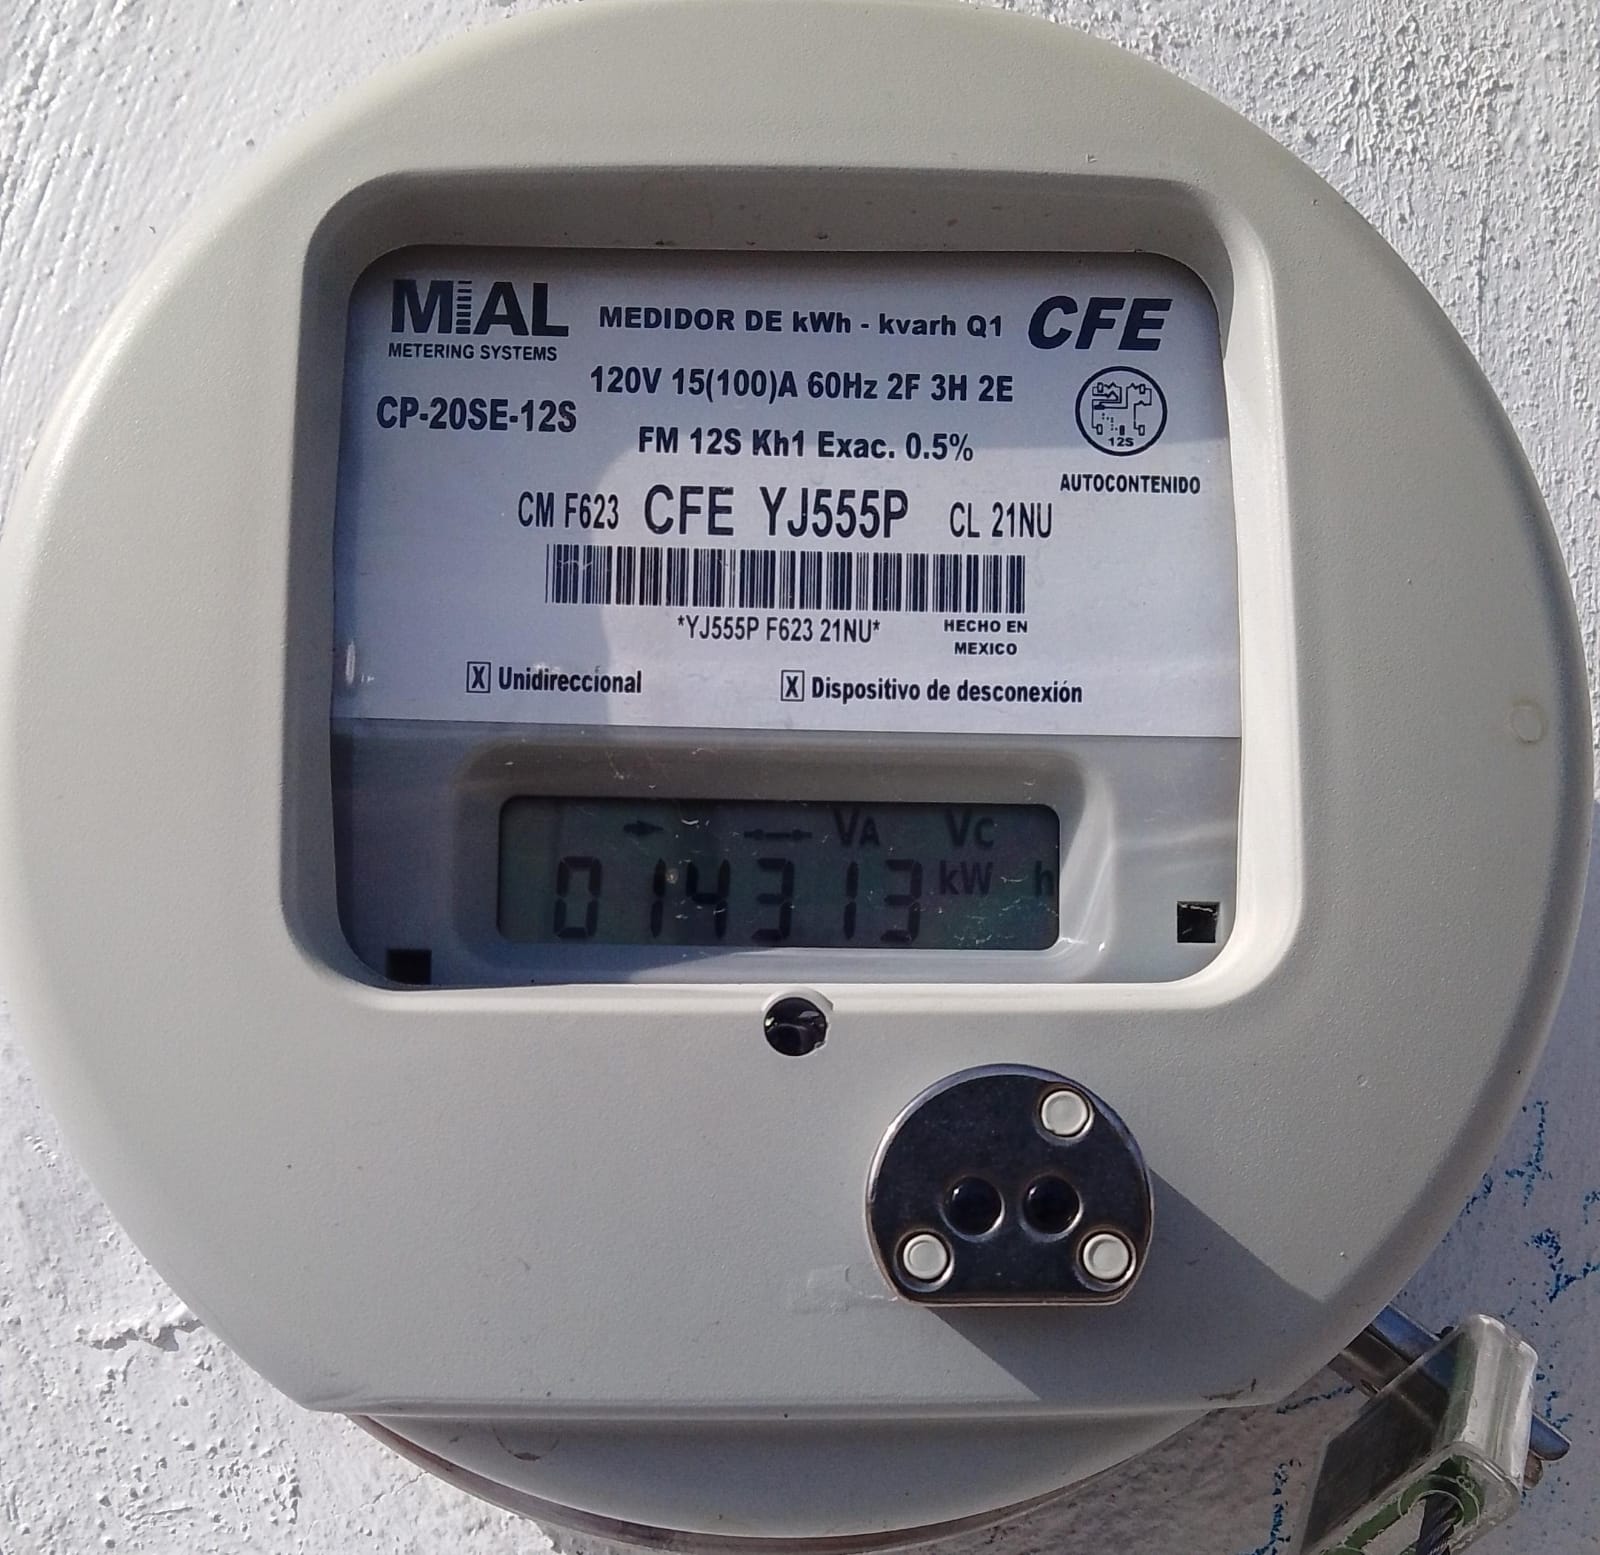 MIAL
METERING SYSTEMS
MEDIDOR DE kWh - kvarh Q1
CFE
CP-20SE-12S
120V 15(100)A 60Hz 2F 3H 2E
FM 12S Kh1 Exac. 0.5%
12S
AUTOCONTENIDO
CM F623 CFE YJ555P CL 21NU
*YJ555P F623 21NU*
HECHO EN
MEXICO
X Unidireccional
X Dispositivo de desconexión
VA VC
014313 kW h